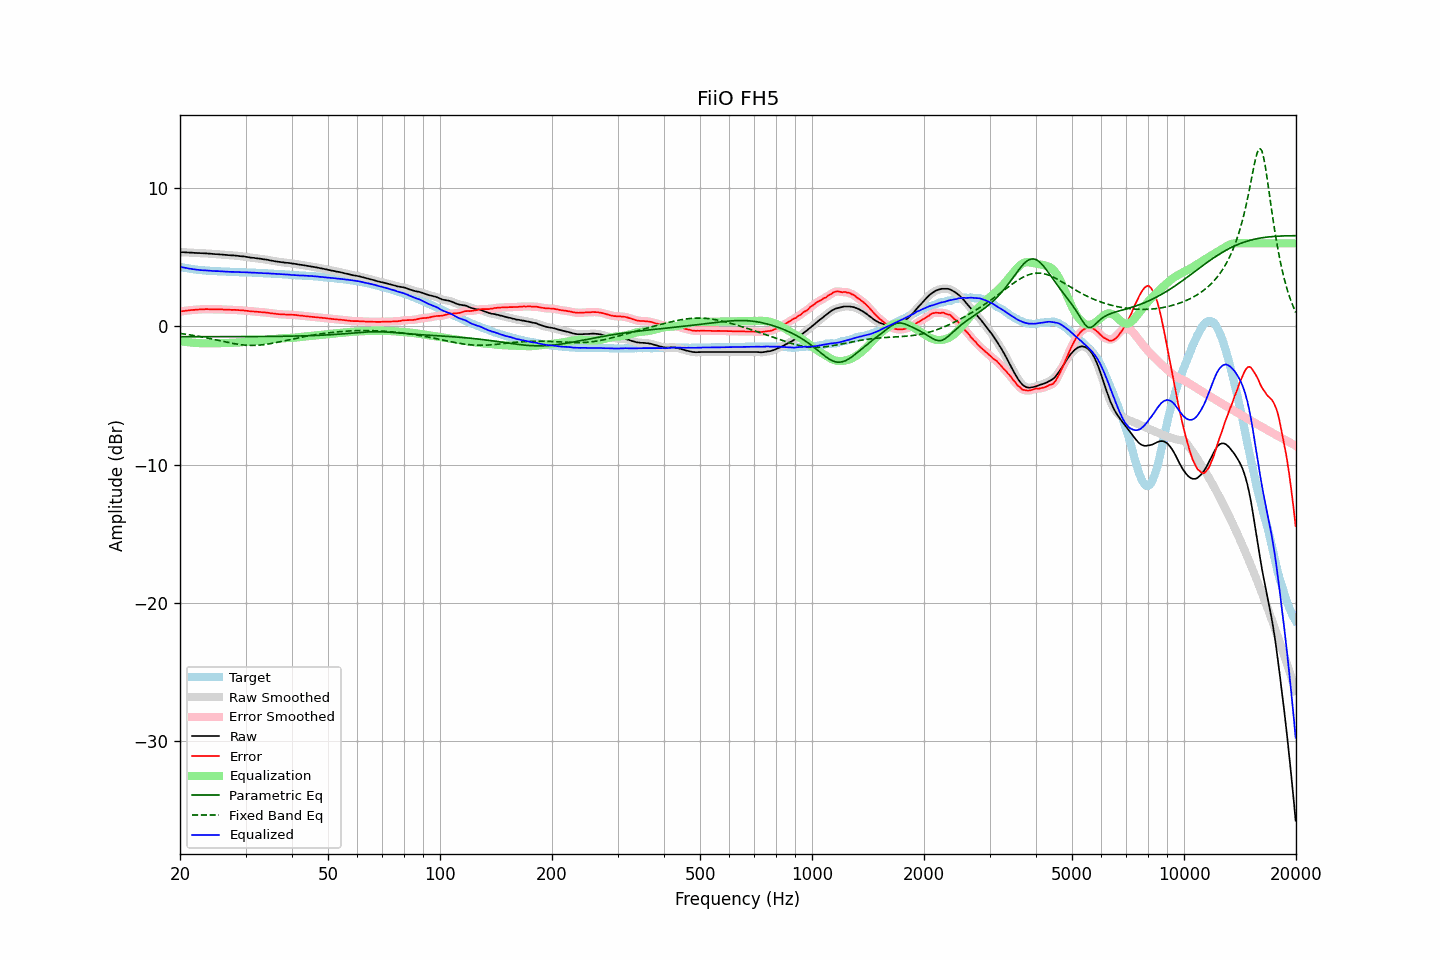 FiiO FH5
Amplitude (dBr)
10
0
−10
−20
−30
Target
Raw Smoothed
Error Smoothed
Raw
Error
Equalization
Parametric Eq
Fixed Band Eq
Equalized
20 50 100 200 500 1000 2000 5000 10000 20000
Frequency (Hz)